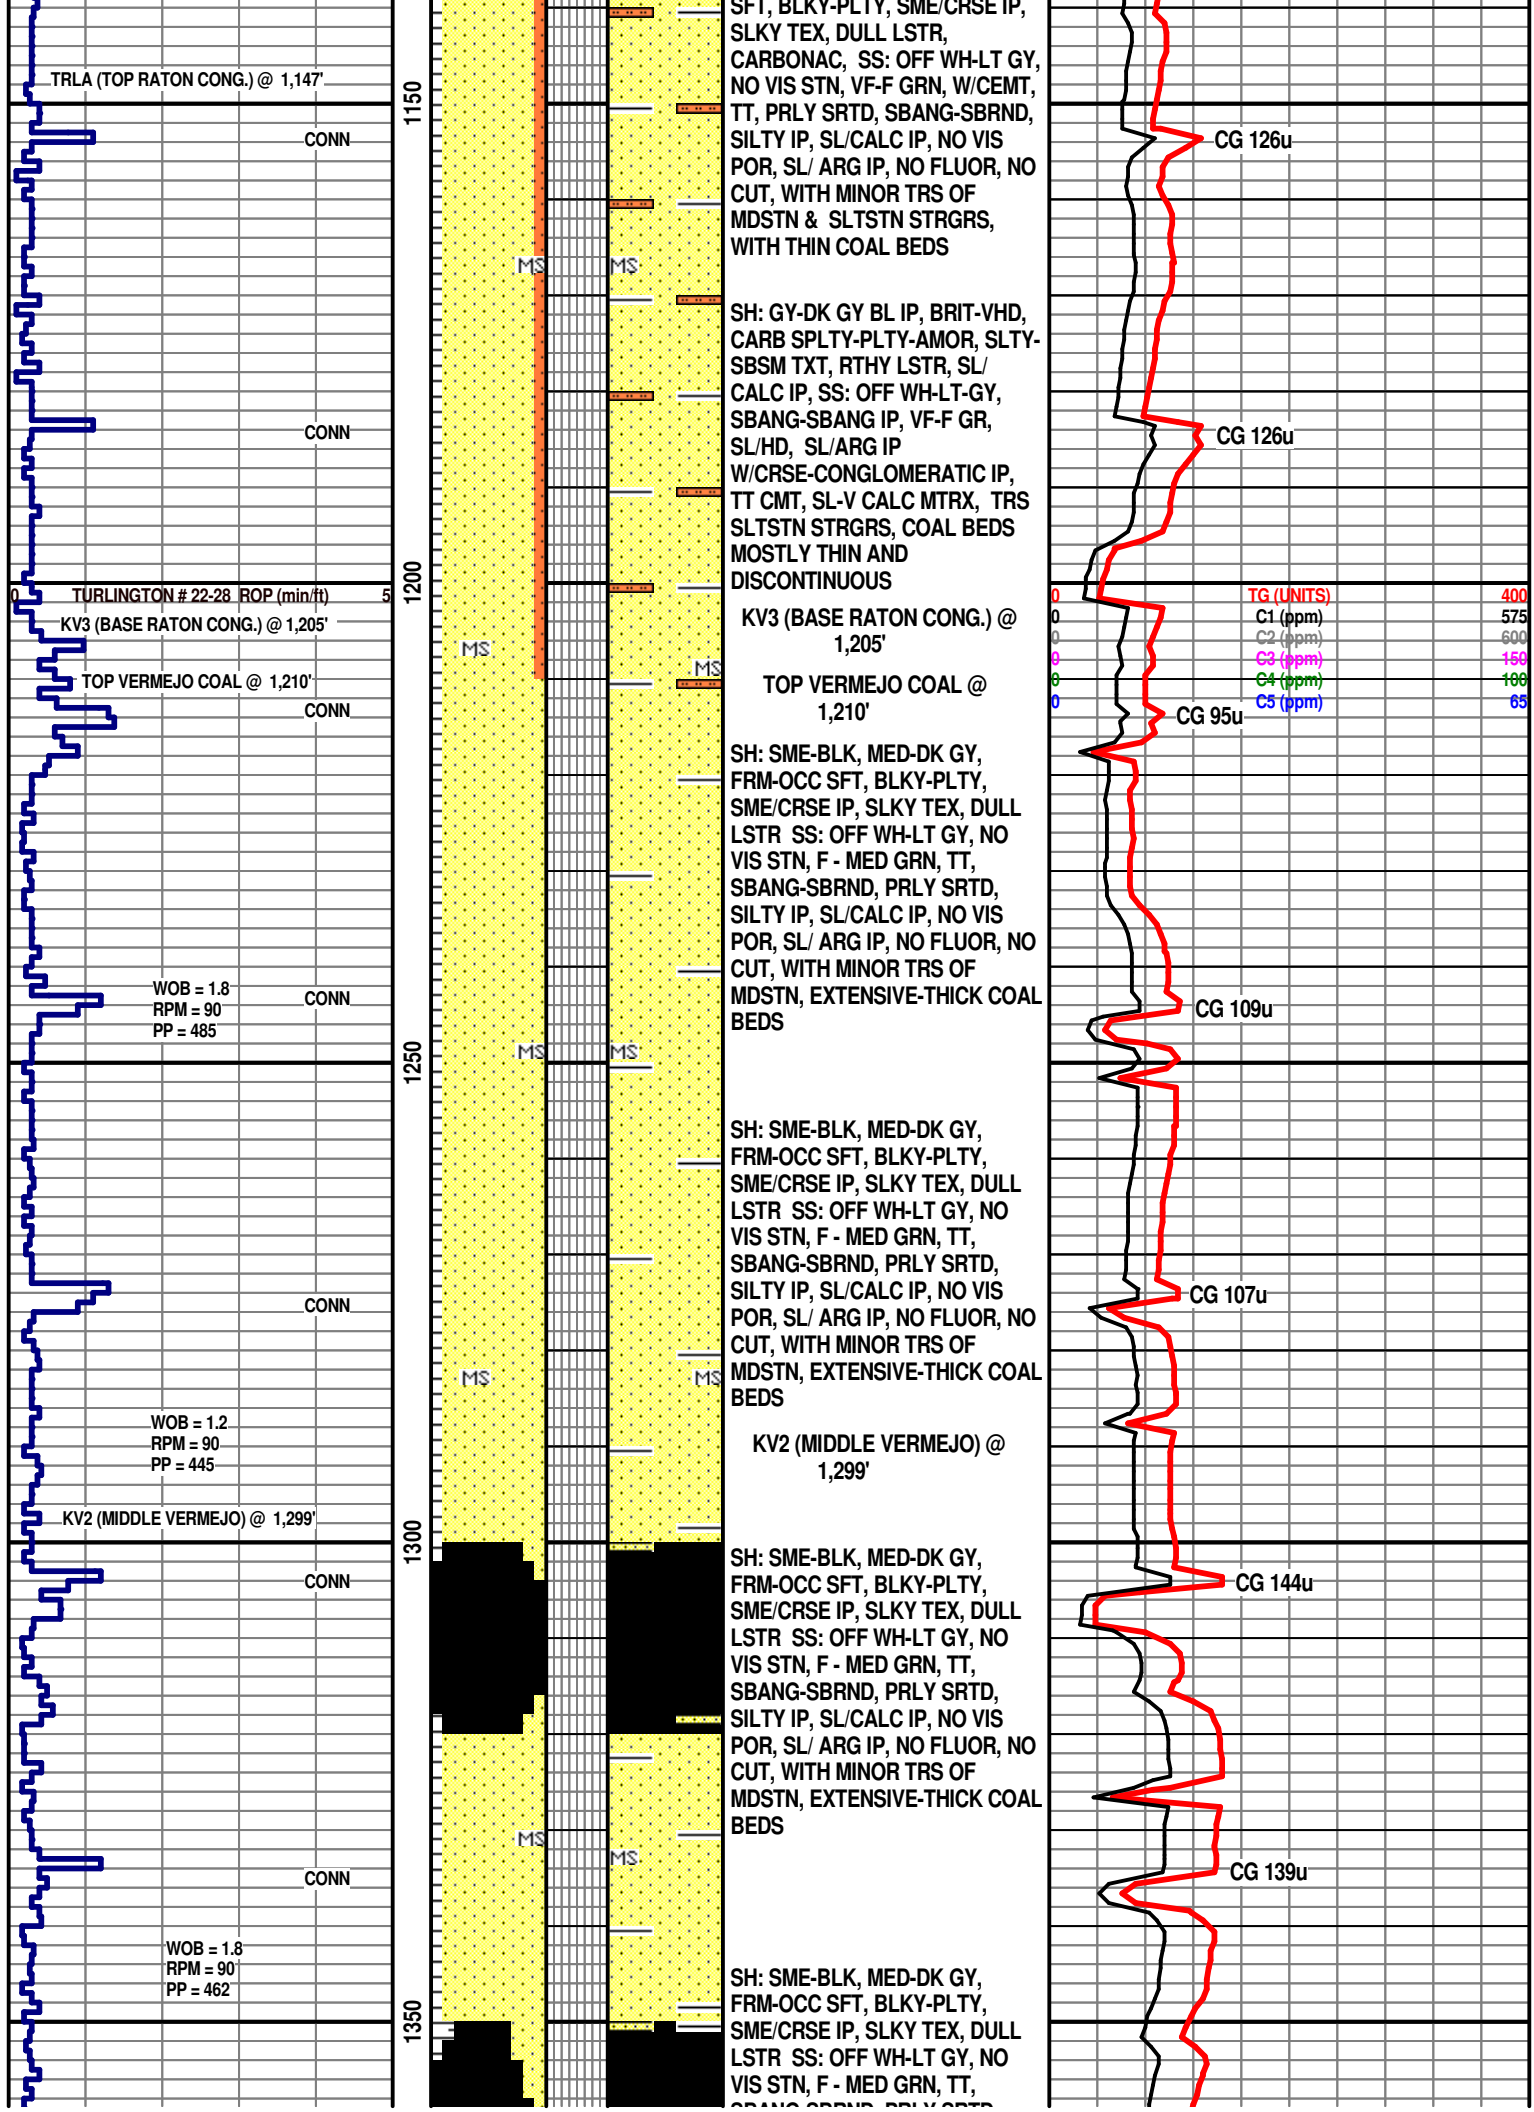 TRLA (TOP RATON CONG.) @ 1,147'
CONN
CONN
0 TURLINGTON # 22-28 ROP (min/ft) 5
KV3 (BASE RATON CONG.) @ 1,205'
TOP VERMEJO COAL @ 1,210'
CONN
WOB = 1.8
RPM = 90
PP = 485
CONN
CONN
WOB = 1.2
RPM = 90
PP = 445
KV2 (MIDDLE VERMEJO) @ 1,299'
CONN
CONN
WOB = 1.8
RPM = 90
PP = 462
1150
1200
1250
1300
1350
MS
MS
MS
MS
MS
MS
MS
MS
MS
MS
SFT, BLKY-PLTY, SME/CRSE IP,
SLKY TEX, DULL LSTR,
CARBONAC, SS: OFF WH-LT GY,
NO VIS STN, VF-F GRN, W/CEMT,
TT, PRLY SRTD, SBANG-SBRND,
SILTY IP, SL/CALC IP, NO VIS
POR, SL/ ARG IP, NO FLUOR, NO
CUT, WITH MINOR TRS OF
MDSTN & SLTSTN STRGRS,
WITH THIN COAL BEDS
SH: GY-DK GY BL IP, BRIT-VHD,
CARB SPLTY-PLTY-AMOR, SLTY-
SBSM TXT, RTHY LSTR, SL/
CALC IP, SS: OFF WH-LT-GY,
SBANG-SBANG IP, VF-F GR,
SL/HD, SL/ARG IP
W/CRSE-CONGLOMERATIC IP,
TT CMT, SL-V CALC MTRX, TRS
SLTSTN STRGRS, COAL BEDS
MOSTLY THIN AND
DISCONTINUOUS
KV3 (BASE RATON CONG.) @
1,205'
TOP VERMEJO COAL @
1,210'
SH: SME-BLK, MED-DK GY,
FRM-OCC SFT, BLKY-PLTY,
SME/CRSE IP, SLKY TEX, DULL
LSTR SS: OFF WH-LT GY, NO
VIS STN, F - MED GRN, TT,
SBANG-SBRND, PRLY SRTD,
SILTY IP, SL/CALC IP, NO VIS
POR, SL/ ARG IP, NO FLUOR, NO
CUT, WITH MINOR TRS OF
MDSTN, EXTENSIVE-THICK COAL
BEDS
SH: SME-BLK, MED-DK GY,
FRM-OCC SFT, BLKY-PLTY,
SME/CRSE IP, SLKY TEX, DULL
LSTR SS: OFF WH-LT GY, NO
VIS STN, F - MED GRN, TT,
SBANG-SBRND, PRLY SRTD,
SILTY IP, SL/CALC IP, NO VIS
POR, SL/ ARG IP, NO FLUOR, NO
CUT, WITH MINOR TRS OF
MDSTN, EXTENSIVE-THICK COAL
BEDS
KV2 (MIDDLE VERMEJO) @
1,299'
SH: SME-BLK, MED-DK GY,
FRM-OCC SFT, BLKY-PLTY,
SME/CRSE IP, SLKY TEX, DULL
LSTR SS: OFF WH-LT GY, NO
VIS STN, F - MED GRN, TT,
SBANG-SBRND, PRLY SRTD,
SILTY IP, SL/CALC IP, NO VIS
POR, SL/ ARG IP, NO FLUOR, NO
CUT, WITH MINOR TRS OF
MDSTN, EXTENSIVE-THICK COAL
BEDS
SH: SME-BLK, MED-DK GY,
FRM-OCC SFT, BLKY-PLTY,
SME/CRSE IP, SLKY TEX, DULL
LSTR SS: OFF WH-LT GY, NO
VIS STN, F - MED GRN, TT,
SBANG-SBRND, PRLY SRTD,
CG 126u
CG 126u
0 TG (UNITS) 400
0 C1 (ppm) 575
0 C2 (ppm) 600
0 C3 (ppm) 150
0 C4 (ppm) 100
0 C5 (ppm) 65
CG 95u
CG 109u
CG 107u
CG 144u
CG 139u